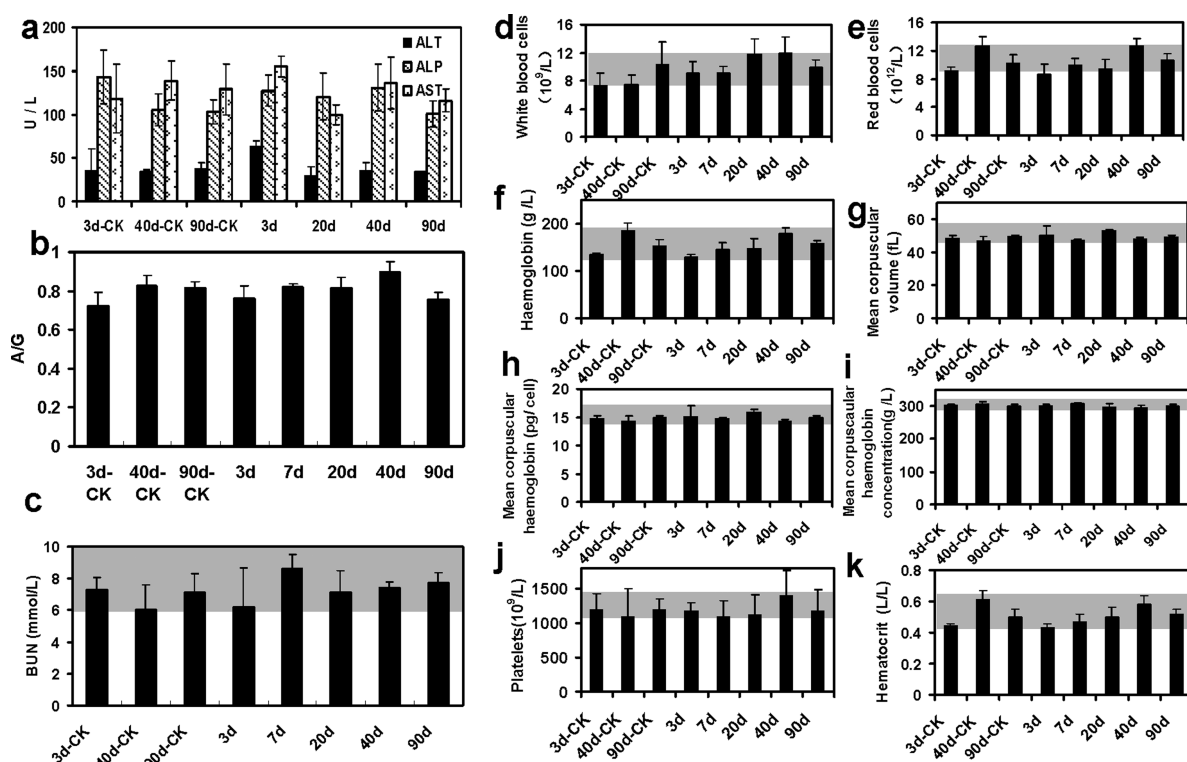 a
200
150
100
50
0
U / L
ALT
ALP
AST
3d-CK 40d-CK 90d-CK 3d 20d 40d 90d
b
1
0.8
0.6
0.4
0.2
0
A/G
3d-CK 40d-CK 90d-CK 3d 7d 20d 40d 90d
c
10
8
6
4
2
0
BUN (mmol/L)
3d-CK 40d-CK 90d-CK 3d 7d 20d 40d 90d
d
16
12
8
4
0
White blood cells
(10⁹/L)
3d-CK 40d-CK 90d-CK 3d 7d 20d 40d 90d
e
16
12
8
4
0
Red blood cells
(10¹²/L)
3d-CK 40d-CK 90d-CK 3d 7d 20d 40d 90d
f
200
100
0
Haemoglobin (g /L)
3d-CK 40d-CK 90d-CK 3d 7d 20d 40d 90d
g
60
40
20
0
Mean corpuscular
volume (fL)
3d-CK 40d-CK 90d-CK 3d 7d 20d 40d 90d
h
20
15
10
5
0
Mean corpuscular
haemoglobin (pg/ cell)
3d-CK 40d-CK 90d-CK 3d 7d 20d 40d 90d
i
300
200
100
0
Mean corpuscaular
haemoglobin
concentration(g /L)
3d-CK 40d-CK 90d-CK 3d 7d 20d 40d 90d
j
1500
1000
500
0
Platelets(10⁹/L)
3d-CK 40d-CK 90d-CK 3d 7d 20d 40d 90d
k
0.8
0.6
0.4
0.2
0
Hematocrit (L/L)
3d-CK 40d-CK 90d-CK 3d 7d 20d 40d 90d